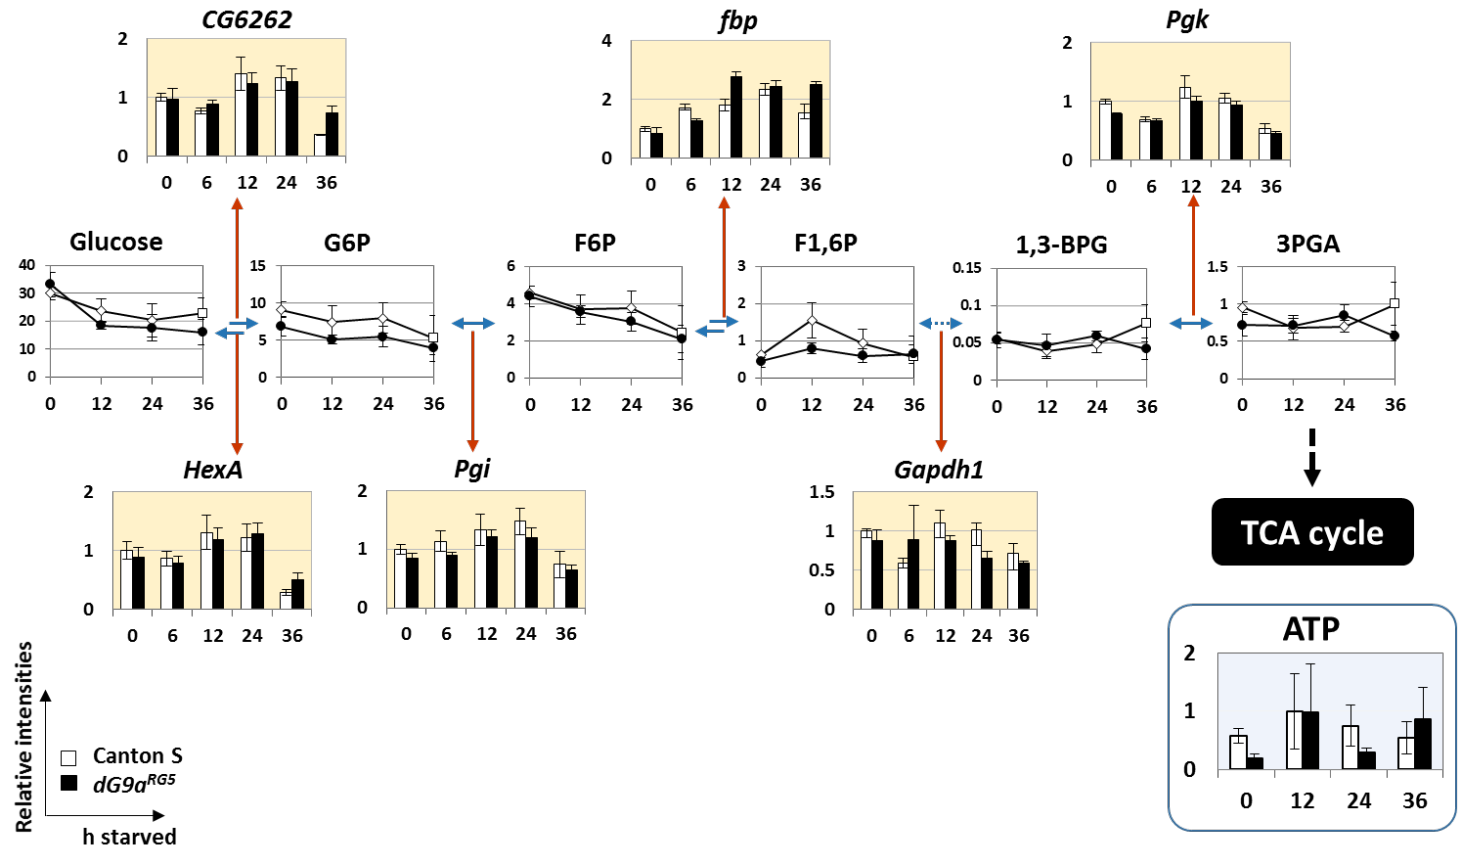 CG6262
2
1
0
0 6 12 24 36
fbp
4
2
0
0 6 12 24 36
Pgk
2
1
0
0 6 12 24 36
Glucose
40
30
20
10
0
0 12 24 36
G6P
15
10
5
0
0 12 24 36
F6P
6
4
2
0
0 12 24 36
F1,6P
3
2
1
0
0 12 24 36
1,3-BPG
0.15
0.1
0.05
0
0 12 24 36
3PGA
1.5
1
0.5
0
0 12 24 36
HexA
2
1
0
0 6 12 24 36
Pgi
2
1
0
0 6 12 24 36
Gapdh1
1.5
1
0.5
0
0 6 12 24 36
TCA cycle
ATP
2
1
0
0 12 24 36
Relative intensities
Canton S
dG9aRG5
h starved